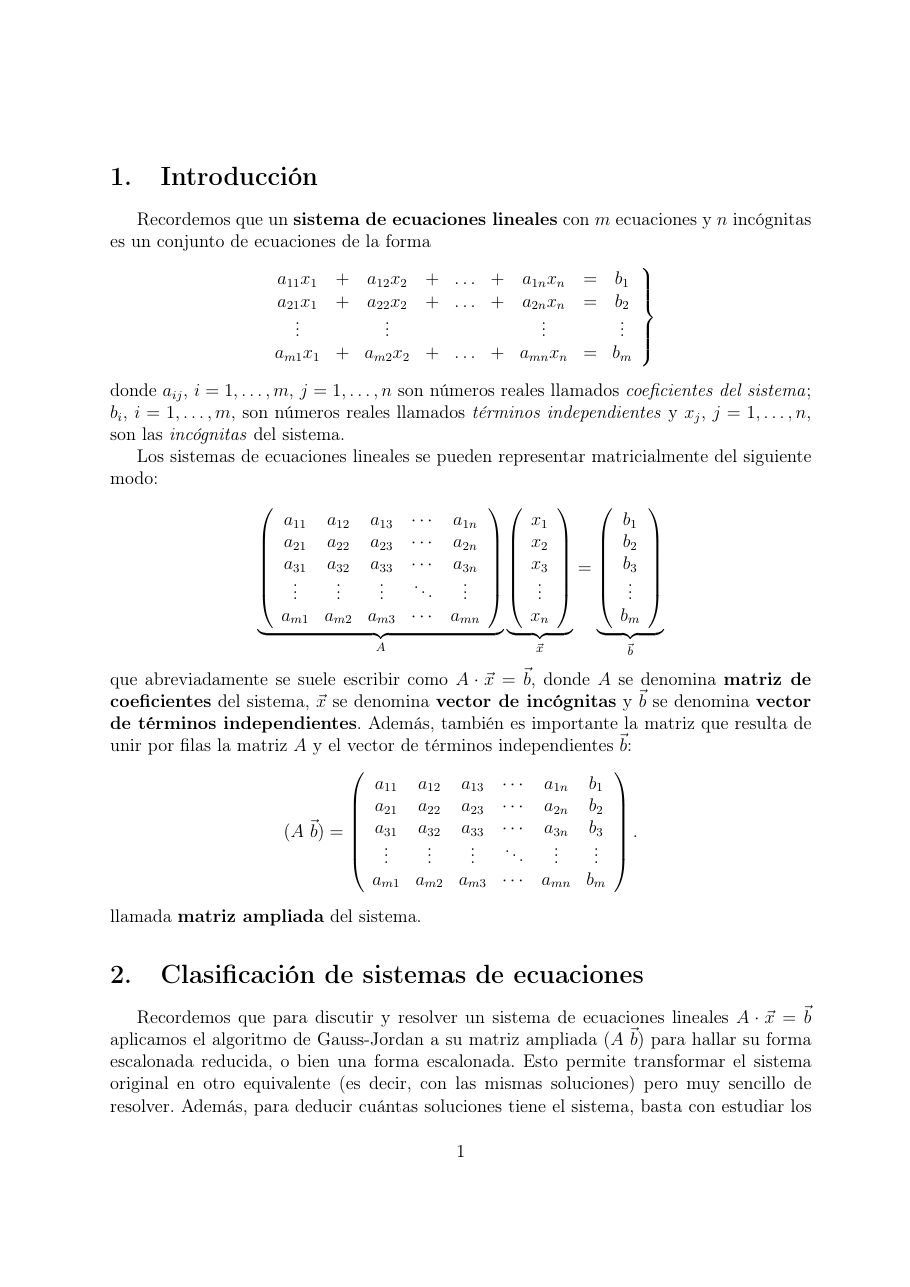 1. Introducción
Recordemos que un sistema de ecuaciones lineales con m ecuaciones y n incógnitas
es un conjunto de ecuaciones de la forma
a₁₁x₁ + a₁₂x₂ + … + a₁ₙxₙ = b₁
a₂₁x₁ + a₂₂x₂ + … + a₂ₙxₙ = b₂
⋮ ⋮ ⋮ ⋮
aₘ₁x₁ + aₘ₂x₂ + … + aₘₙxₙ = bₘ
donde aᵢⱼ, i = 1, …, m, j = 1, …, n son números reales llamados coeficientes del sistema;
bᵢ, i = 1, …, m, son números reales llamados términos independientes y xⱼ, j = 1, …, n,
son las incógnitas del sistema.
Los sistemas de ecuaciones lineales se pueden representar matricialmente del siguiente
modo:
a₁₁ a₁₂ a₁₃ ⋯ a₁ₙ x₁ b₁
a₂₁ a₂₂ a₂₃ ⋯ a₂ₙ x₂ b₂
a₃₁ a₃₂ a₃₃ ⋯ a₃ₙ x₃ = b₃
⋮ ⋮ ⋮ ⋱ ⋮ ⋮ ⋮
aₘ₁ aₘ₂ aₘ₃ ⋯ aₘₙ xₙ bₘ
A x⃗ b⃗
que abreviadamente se suele escribir como A · x⃗ = b⃗, donde A se denomina matriz de
coeficientes del sistema, x⃗ se denomina vector de incógnitas y b⃗ se denomina vector
de términos independientes. Además, también es importante la matriz que resulta de
unir por filas la matriz A y el vector de términos independientes b⃗:
a₁₁ a₁₂ a₁₃ ⋯ a₁ₙ b₁
a₂₁ a₂₂ a₂₃ ⋯ a₂ₙ b₂
(A b⃗) = a₃₁ a₃₂ a₃₃ ⋯ a₃ₙ b₃ .
⋮ ⋮ ⋮ ⋱ ⋮ ⋮
aₘ₁ aₘ₂ aₘ₃ ⋯ aₘₙ bₘ
llamada matriz ampliada del sistema.
2. Clasificación de sistemas de ecuaciones
Recordemos que para discutir y resolver un sistema de ecuaciones lineales A · x⃗ = b⃗
aplicamos el algoritmo de Gauss-Jordan a su matriz ampliada (A b⃗) para hallar su forma
escalonada reducida, o bien una forma escalonada. Esto permite transformar el sistema
original en otro equivalente (es decir, con las mismas soluciones) pero muy sencillo de
resolver. Además, para deducir cuántas soluciones tiene el sistema, basta con estudiar los
1